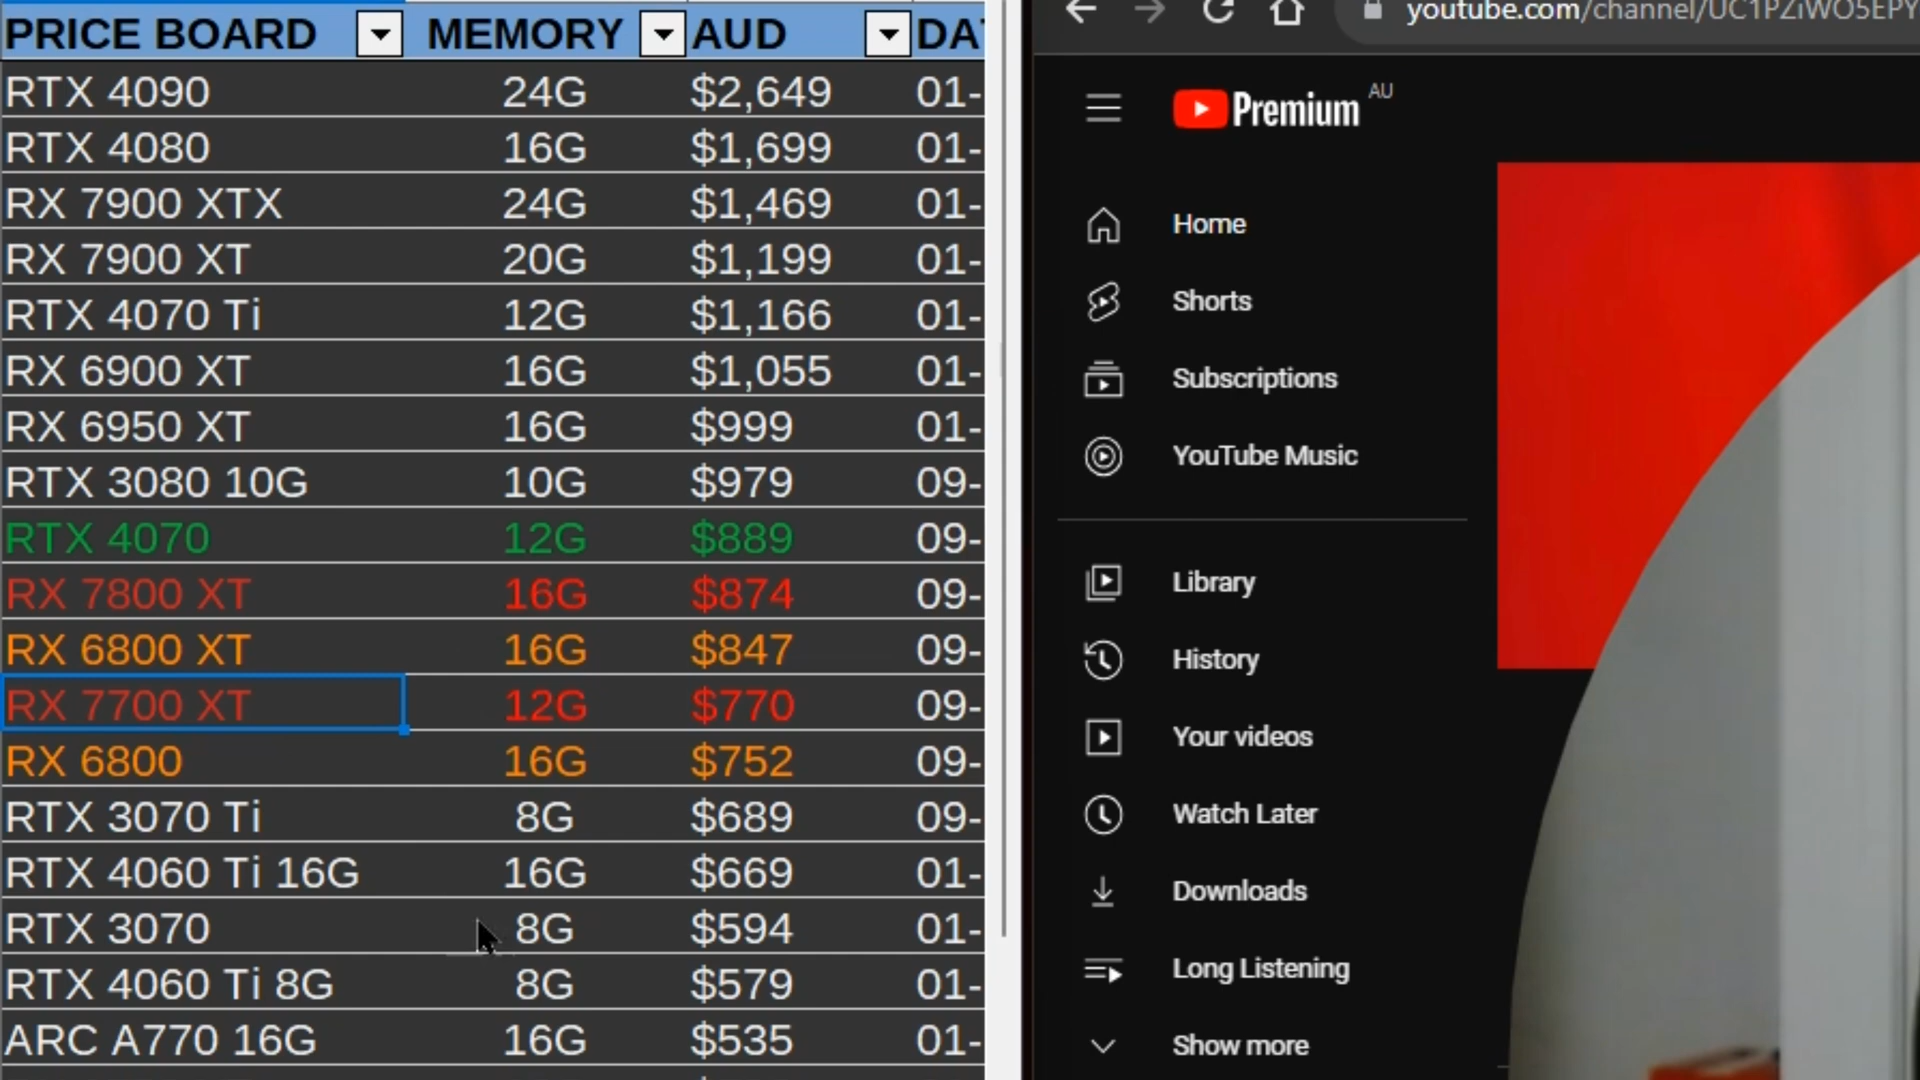 PRICE BOARD MEMORY AUD DA
RTX 4090 24G $2,649 01-
RTX 4080 16G $1,699 01-
RX 7900 XTX 24G $1,469 01-
RX 7900 XT 20G $1,199 01-
RTX 4070 Ti 12G $1,166 01-
RX 6900 XT 16G $1,055 01-
RX 6950 XT 16G $999 01-
RTX 3080 10G 10G $979 09-
RTX 4070 12G $889 09-
RX 7800 XT 16G $874 09-
RX 6800 XT 16G $847 09-
RX 7700 XT 12G $770 09-
RX 6800 16G $752 09-
RTX 3070 Ti 8G $689 09-
RTX 4060 Ti 16G 16G $669 01-
RTX 3070 8G $594 01-
RTX 4060 Ti 8G 8G $579 01-
ARC A770 16G 16G $535 01-
youtube.com/channel/UC1PZiWO5EPY
Premium AU
Home
Shorts
Subscriptions
YouTube Music
Library
History
Your videos
Watch Later
Downloads
Long Listening
Show more